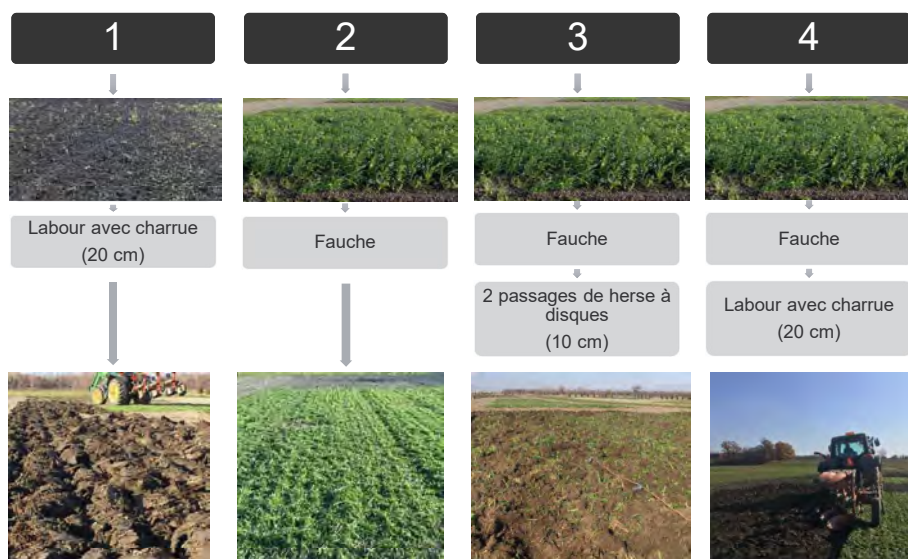 1
2
3
4
Labour avec charrue
(20 cm)
Fauche
Fauche
Fauche
2 passages de herse à
disques
(10 cm)
Labour avec charrue
(20 cm)